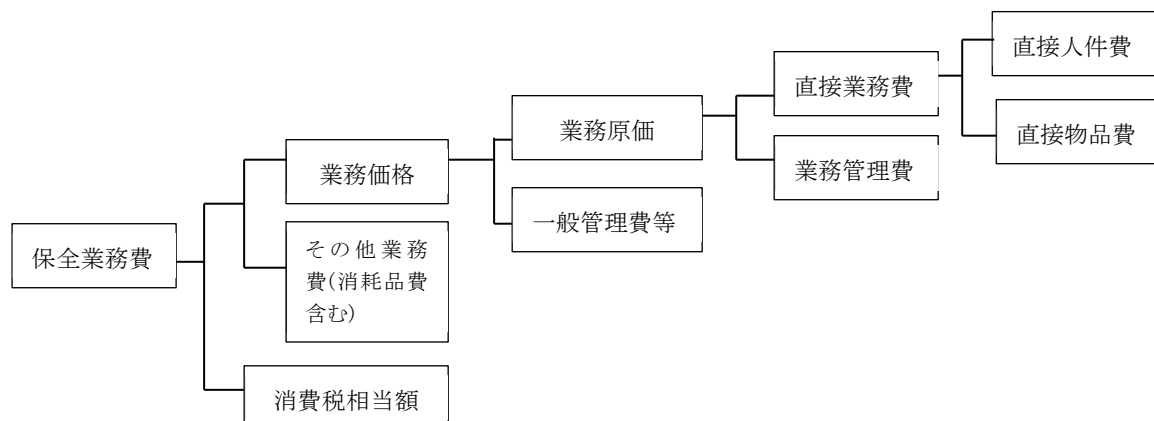 直接人件費
直接業務費
業務原価
直接物品費
業務価格
業務管理費
一般管理費等
保全業務費
その他業務
費(消耗品費
含む)
消費税相当額